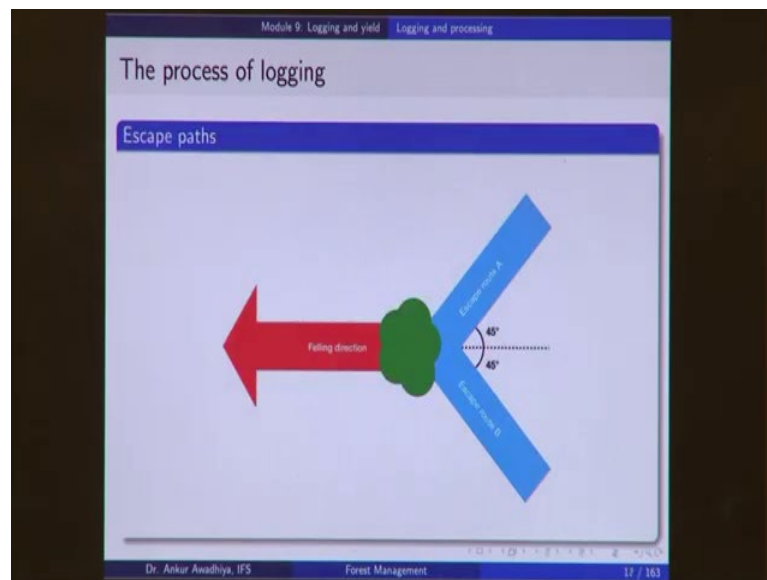 Module 9: Logging and yield Logging and processing
The process of logging
Escape paths
Escape route A
45°
Felling direction
45°
Escape route B
Dr. Ankur Awadhiya, IFS Forest Management 17 / 163